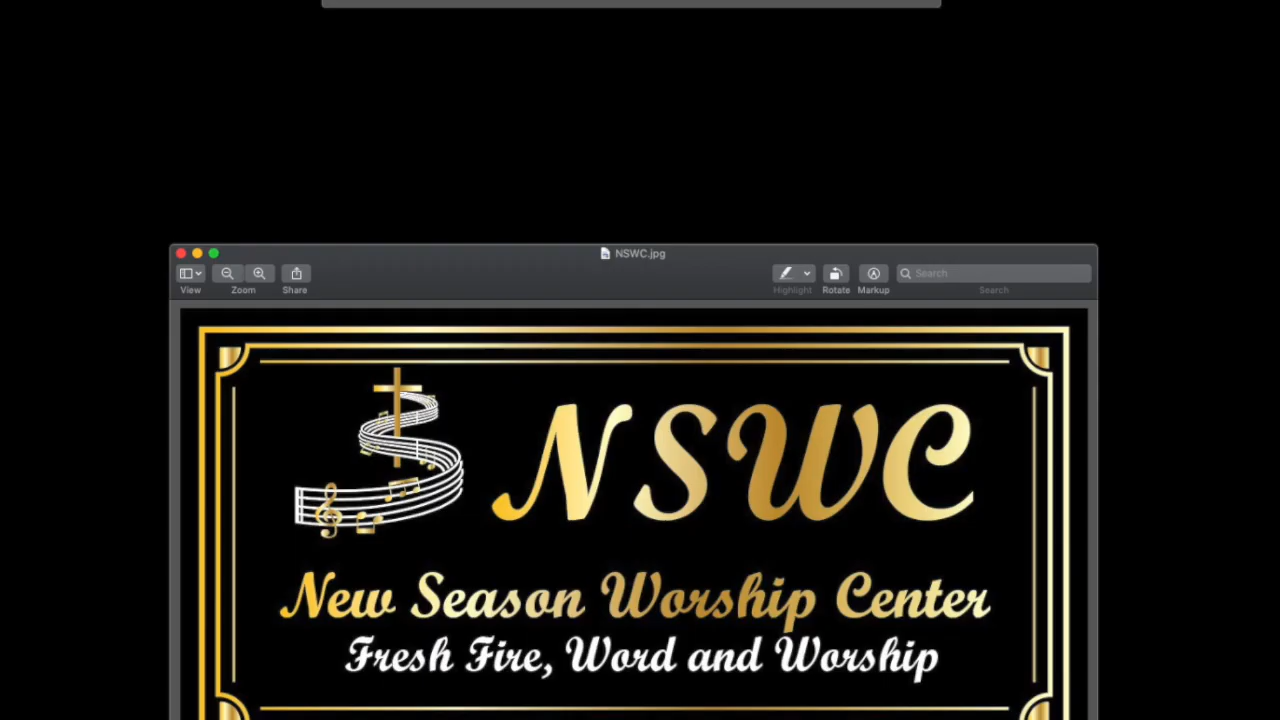 NSWC.jpg
View Zoom Share Highlight Rotate Markup Search
Search
NSWC
New Season Worship Center
Fresh Fire, Word and Worship